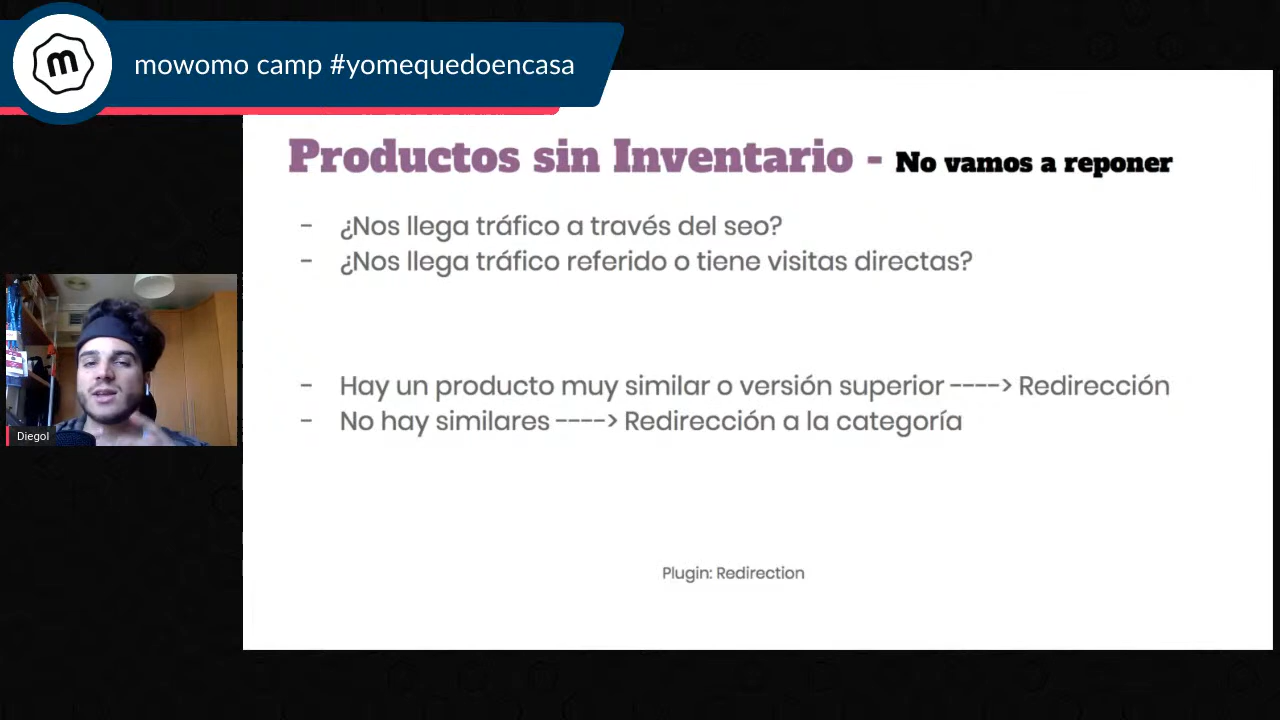 m
mowomo camp #yomequedoencasa
Productos sin Inventario - No vamos a reponer
- ¿Nos llega tráfico a través del seo?
- ¿Nos llega tráfico referido o tiene visitas directas?
- Hay un producto muy similar o versión superior ----> Redirección
- No hay similares ----> Redirección a la categoría
Diegol
Plugin: Redirection